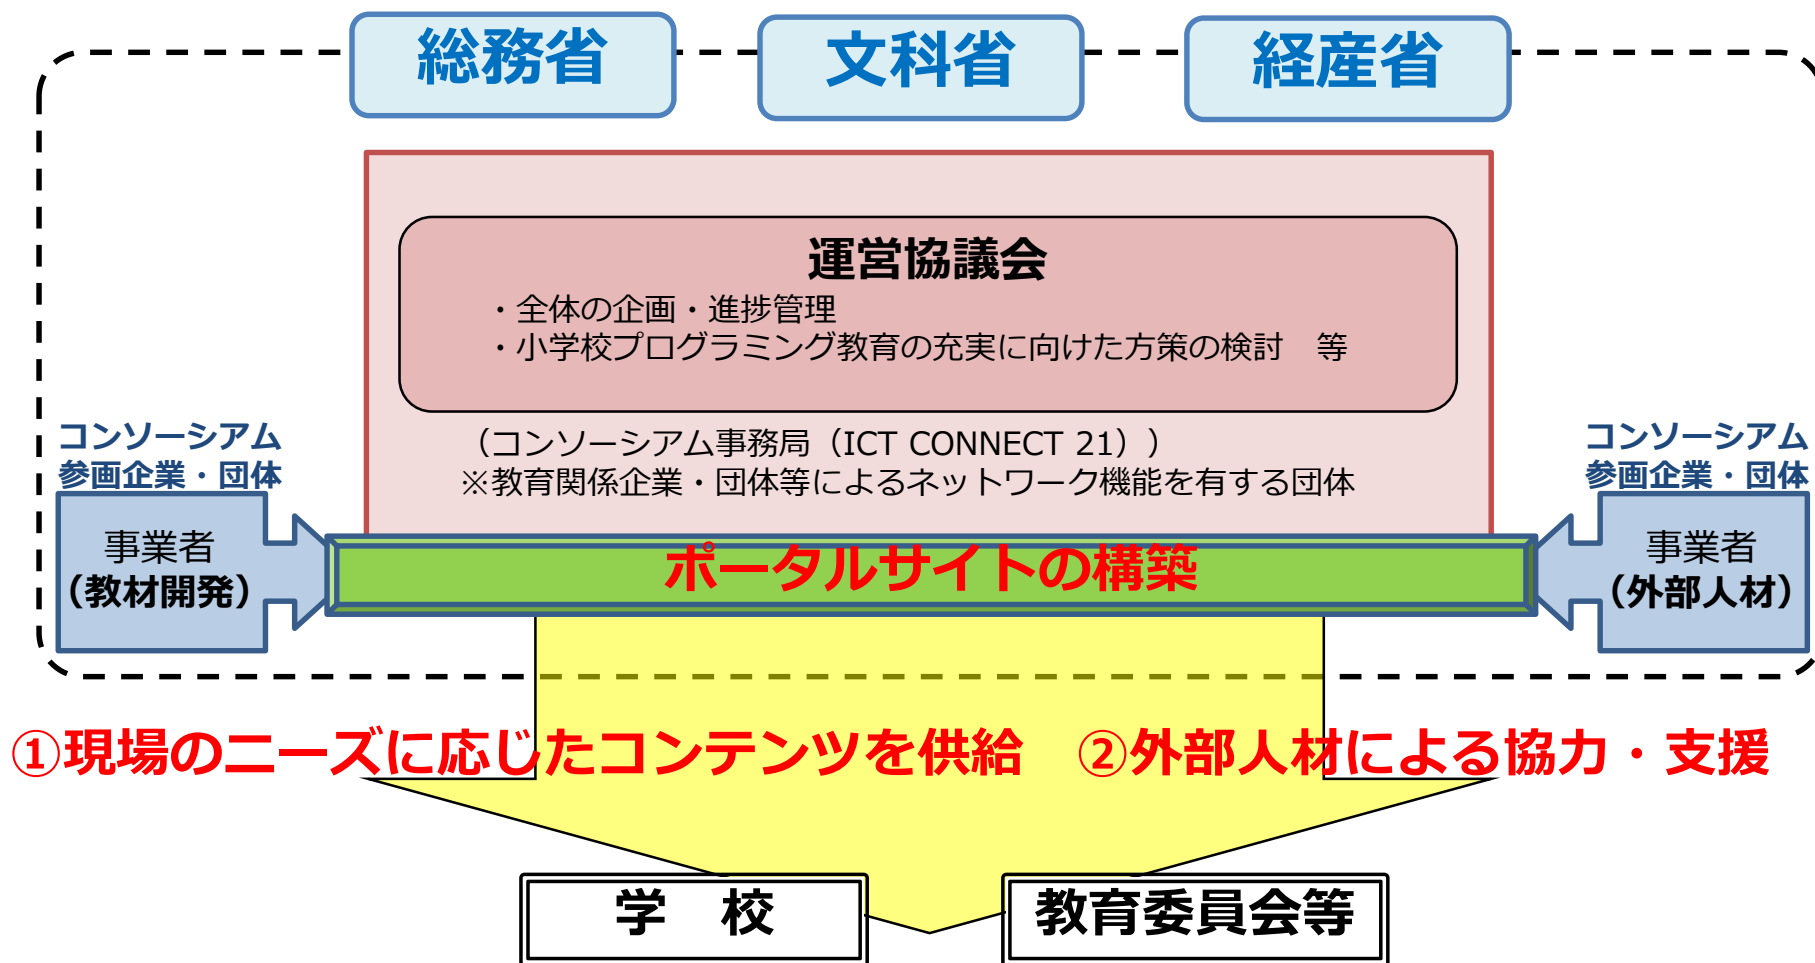 総務省
文科省
経産省
運営協議会
・全体の企画・進捗管理
・小学校プログラミング教育の充実に向けた方策の検討　等
（コンソーシアム事務局（ICT CONNECT 21））
※教育関係企業・団体等によるネットワーク機能を有する団体
コンソーシアム
参画企業・団体
事業者
（教材開発）
コンソーシアム
参画企業・団体
事業者
（外部人材）
ポータルサイトの構築
①現場のニーズに応じたコンテンツを供給　②外部人材による協力・支援
学　校
教育委員会等